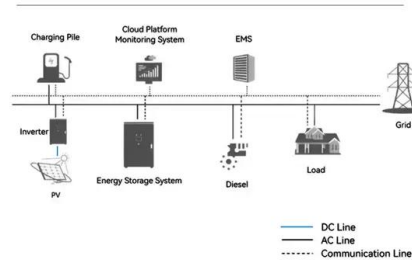 Charging Pile
Cloud Platform
Monitoring System
EMS
Grid
Inverter
PV
Energy Storage System
Diesel
Load
DC Line
AC Line
Communication Line